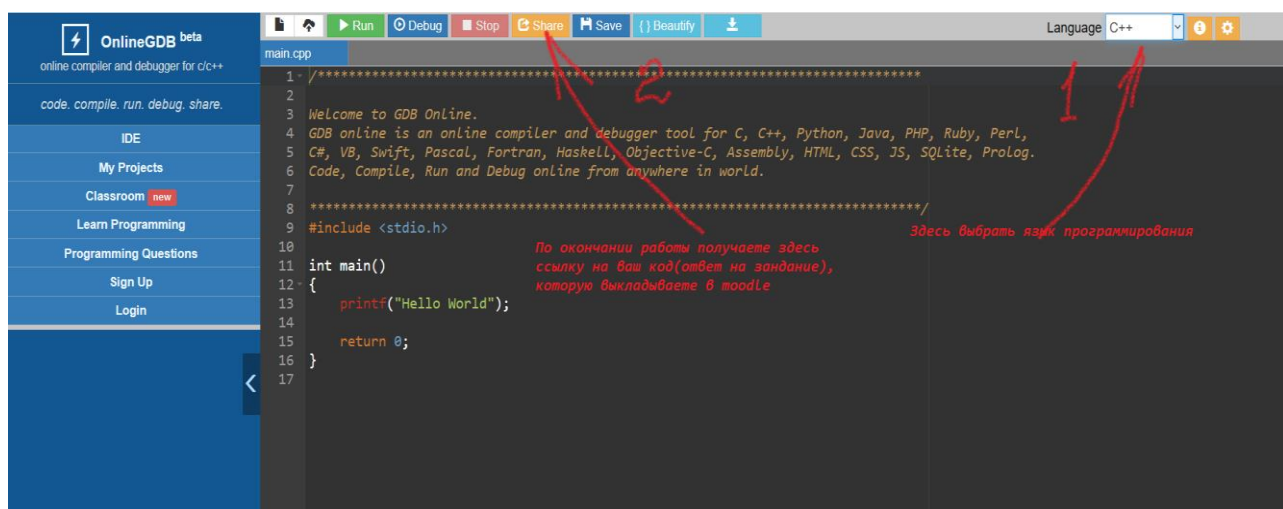 OnlineGDB beta
online compiler and debugger for c/c++
code. compile. run. debug. share.
IDE
My Projects
Classroom new
Learn Programming
Programming Questions
Sign Up
Login
Run Debug Stop Share Save { } Beautify
Language C++
main.cpp
1 /******************************************************************************
2
3 Welcome to GDB Online.
4 GDB online is an online compiler and debugger tool for C, C++, Python, Java, PHP, Ruby, Perl,
5 C#, VB, Swift, Pascal, Fortran, Haskell, Objective-C, Assembly, HTML, CSS, JS, SQLite, Prolog.
6 Code, Compile, Run and Debug online from anywhere in world.
7
8 *******************************************************************************/
9 #include <stdio.h>
10
11 int main()
12 {
13 printf("Hello World");
14
15 return 0;
16 }
17
2
1
По окончании работы получаете здесь
ссылку на ваш код(ответ на зандание),
которую выкладываете в moodle
Здесь выбрать язык программирования